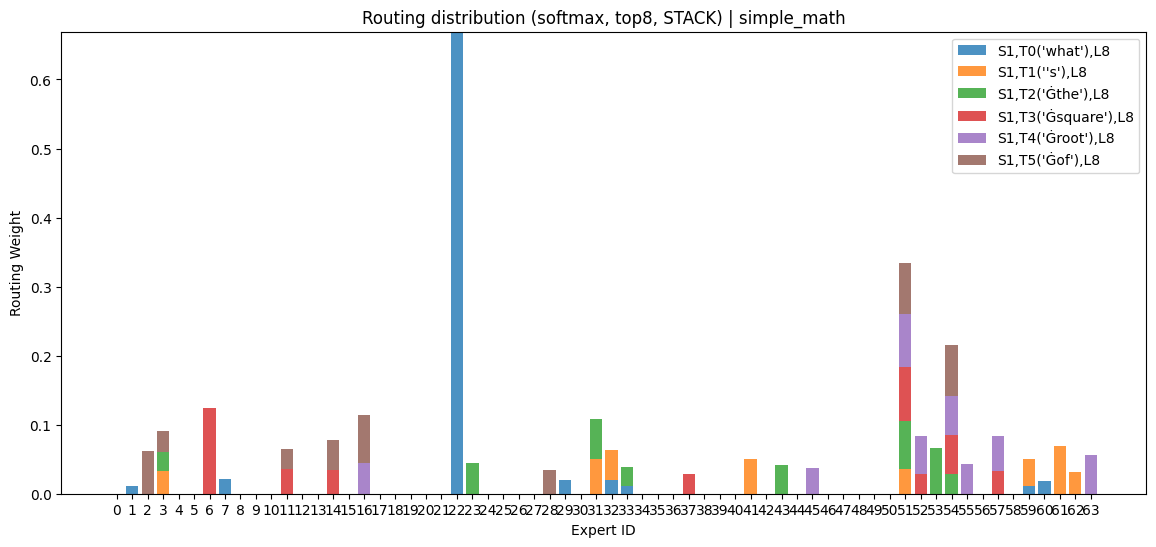 Routing distribution (softmax, top8, STACK) | simple_math
S1,T0('what'),L8
S1,T1(''s'),L8
S1,T2('Ġthe'),L8
S1,T3('Ġsquare'),L8
S1,T4('Ġroot'),L8
S1,T5('Ġof'),L8
Routing Weight
0.6
0.5
0.4
0.3
0.2
0.1
0.0
0 1 2 3 4 5 6 7 8 9 10 11 12 13 14 15 16 17 18 19 20 21 22 23 24 25 26 27 28 29 30 31 32 33 34 35 36 37 38 39 40 41 42 43 44 45 46 47 48 49 50 51 52 53 54 55 56 57 58 59 60 61 62 63
Expert ID